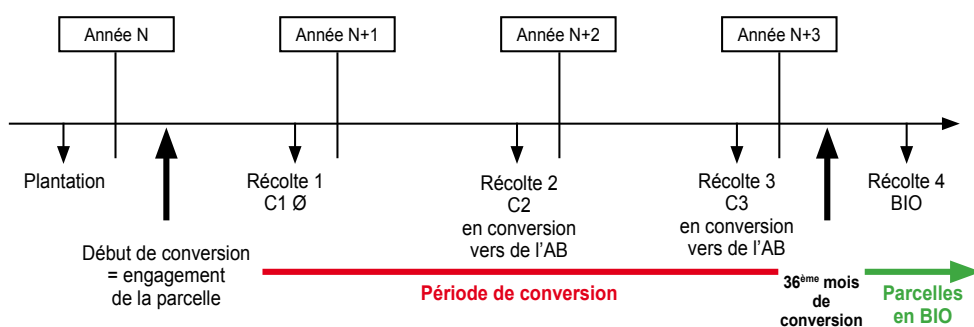 Année N
Année N+1
Année N+2
Année N+3
Plantation
Récolte 1
C1 Ø
Récolte 2
C2
en conversion
vers de l'AB
Récolte 3
C3
en conversion
vers de l'AB
Récolte 4
BIO
Début de conversion
= engagement
de la parcelle
Période de conversion
36ème mois
de
conversion
Parcelles
en BIO